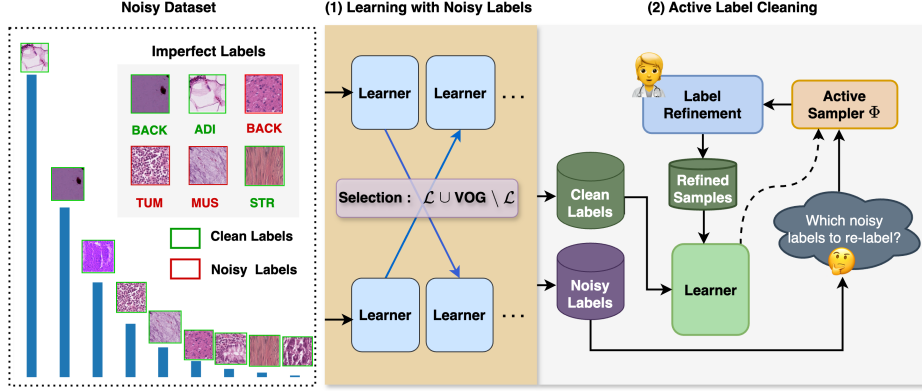 Noisy Dataset
Imperfect Labels
BACK ADI BACK
TUM MUS STR
Clean Labels
Noisy Labels
(1) Learning with Noisy Labels
Learner Learner ...
Selection : ℒ ∪ VOG \ ℒ
Learner Learner ...
(2) Active Label Cleaning
Label
Refinement
Active
Sampler Φ
Clean
Labels
Refined
Samples
Which noisy
labels to re-label?
Noisy
Labels
Learner